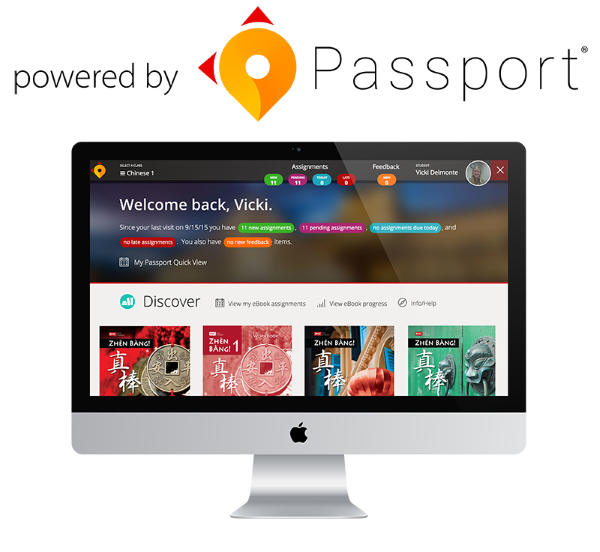 powered by Passport®
SELECT A CLASS
Chinese 1
Assignments
NEW 11 PENDING 11 TODAY 6 LATE 0
Feedback
NEW 0
STUDENT
Vicki Delmonte
Welcome back, Vicki.
Since your last visit on 9/15/15 you have 11 new assignments, 11 pending assignments, no assignments due today, and
no late assignments. You also have no new feedback items.
My Passport Quick View
Discover View my eBook assignments View eBook progress Info/Help
ZHĒN BÀNG!
真棒
Workbook
ZHĒN BÀNG! 1
真棒
ZHĒN BÀNG!
真棒
ZHĒN BÀNG!
真棒